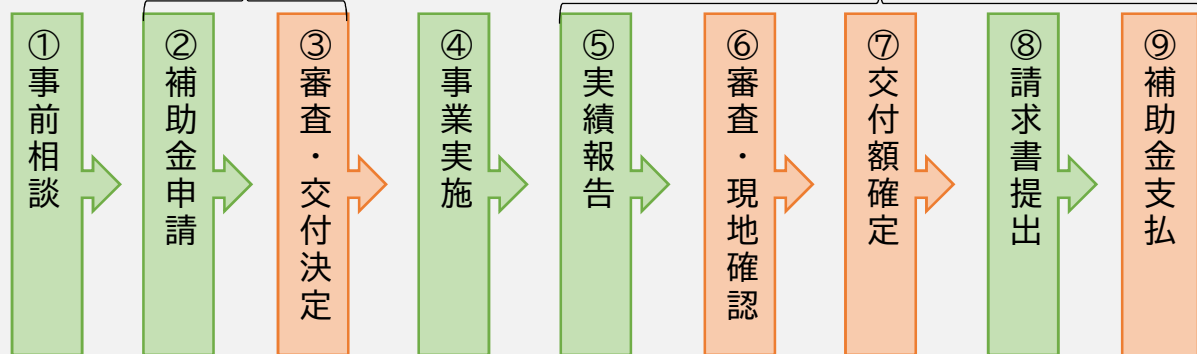 ①事前相談
②補助金申請
③審査・交付決定
④事業実施
⑤実績報告
⑥審査・現地確認
⑦交付額確定
⑧請求書提出
⑨補助金支払